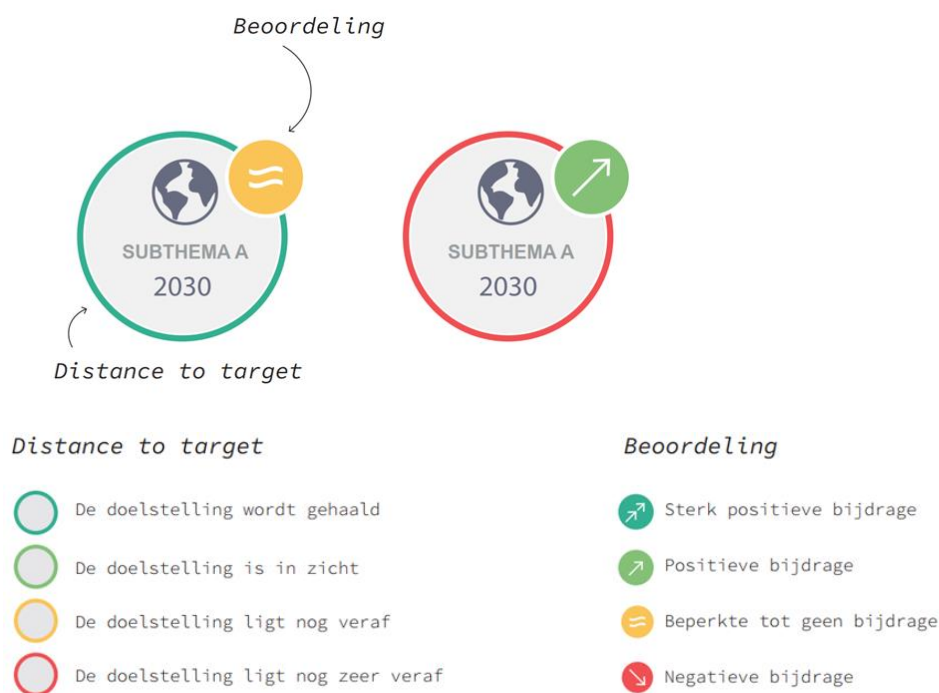 Beoordeling
SUBTHEMA A
2030
SUBTHEMA A
2030
Distance to target
Distance to target
De doelstelling wordt gehaald
De doelstelling is in zicht
De doelstelling ligt nog veraf
De doelstelling ligt nog zeer veraf
Beoordeling
Sterk positieve bijdrage
Positieve bijdrage
Beperkte tot geen bijdrage
Negatieve bijdrage